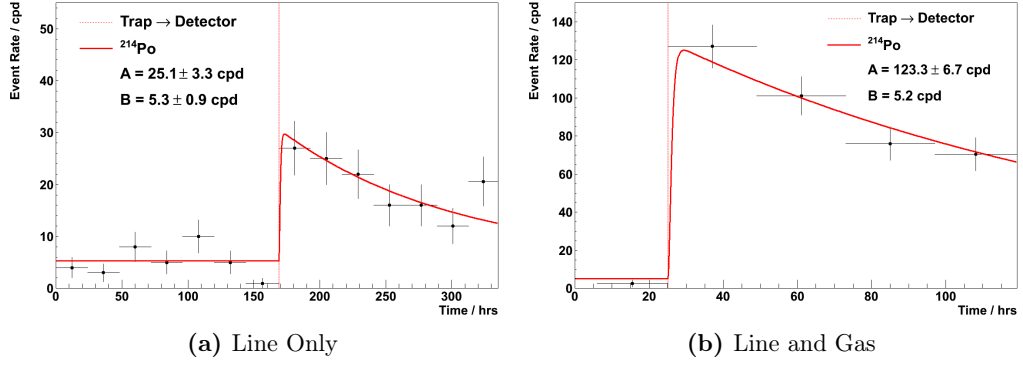 Event Rate / cpd
50
40
30
20
10
0
0 50 100 150 200 250 300
Time / hrs
Trap → Detector
²¹⁴Po
A = 25.1 ± 3.3 cpd
B = 5.3 ± 0.9 cpd
(a) Line Only
Event Rate / cpd
140
120
100
80
60
40
20
0
0 20 40 60 80 100
Time / hrs
Trap → Detector
²¹⁴Po
A = 123.3 ± 6.7 cpd
B = 5.2 cpd
(b) Line and Gas